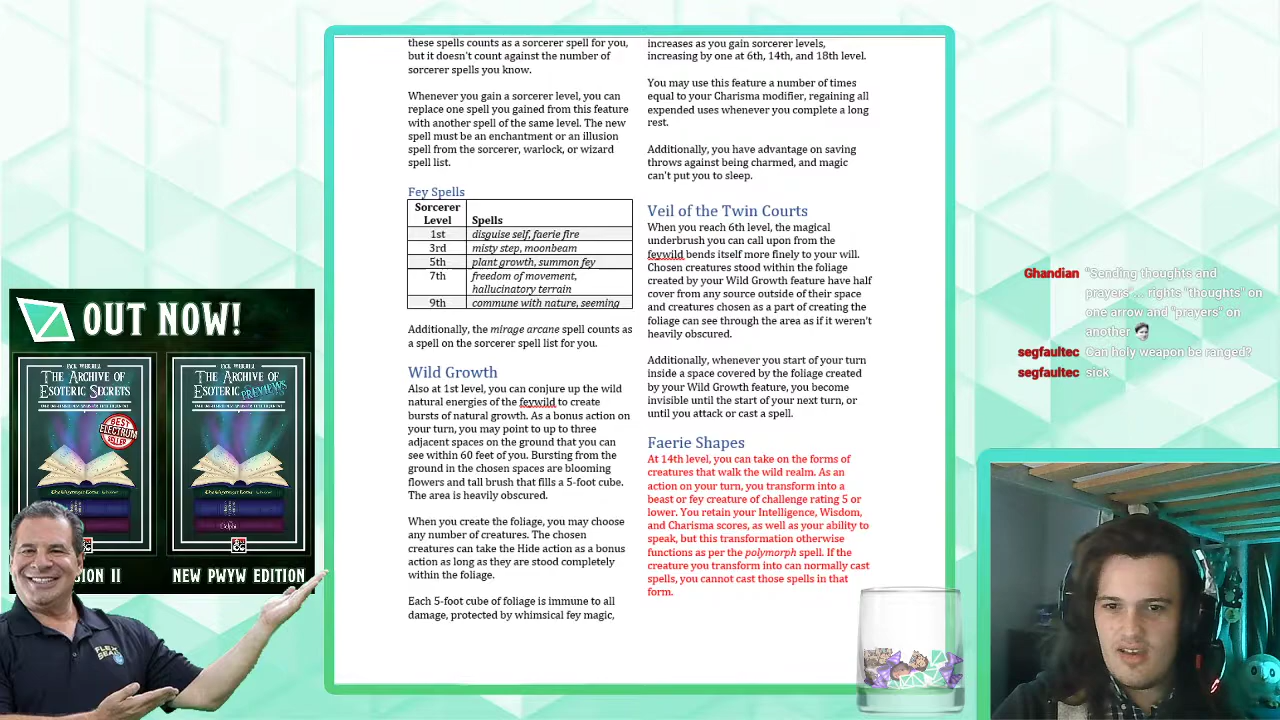 these spells counts as a sorcerer spell for you,
but it doesn't count against the number of
sorcerer spells you know.
Whenever you gain a sorcerer level, you can
replace one spell you gained from this feature
with another spell of the same level. The new
spell must be an enchantment or an illusion
spell from the sorcerer, warlock, or wizard
spell list.
Fey Spells
Sorcerer
Level Spells
1st disguise self, faerie fire
3rd misty step, moonbeam
5th plant growth, summon fey
7th freedom of movement,
hallucinatory terrain
9th commune with nature, seeming
Additionally, the mirage arcane spell counts as
a spell on the sorcerer spell list for you.
Wild Growth
Also at 1st level, you can conjure up the wild
natural energies of the feywild to create
bursts of natural growth. As a bonus action on
your turn, you may point to up to three
adjacent spaces on the ground that you can
see within 60 feet of you. Bursting from the
ground in the chosen spaces are blooming
flowers and tall brush that fills a 5-foot cube.
The area is heavily obscured.
When you create the foliage, you may choose
any number of creatures. The chosen
creatures can take the Hide action as a bonus
action as long as they are stood completely
within the foliage.
Each 5-foot cube of foliage is immune to all
damage, protected by whimsical fey magic,
increases as you gain sorcerer levels,
increasing by one at 6th, 14th, and 18th level.
You may use this feature a number of times
equal to your Charisma modifier, regaining all
expended uses whenever you complete a long
rest.
Additionally, you have advantage on saving
throws against being charmed, and magic
can't put you to sleep.
Veil of the Twin Courts
When you reach 6th level, the magical
underbrush you can call upon from the
feywild bends itself more finely to your will.
Chosen creatures stood within the foliage
created by your Wild Growth feature have half
cover from any source outside of their space
and creatures chosen as a part of creating the
foliage can see through the area as if it weren't
heavily obscured.
Additionally, whenever you start of your turn
inside a space covered by the foliage created
by your Wild Growth feature, you become
invisible until the start of your next turn, or
until you attack or cast a spell.
Faerie Shapes
At 14th level, you can take on the forms of
creatures that walk the wild realm. As an
action on your turn, you transform into a
beast or fey creature of challenge rating 5 or
lower. You retain your Intelligence, Wisdom,
and Charisma scores, as well as your ability to
speak, but this transformation otherwise
functions as per the polymorph spell. If the
creature you transform into can normally cast
spells, you cannot cast those spells in that
form.
OUT NOW!
THE ARCHIVE OF
ESOTERIC SECRETS
BEST
ELECTRUM
SELLER
THE ARCHIVE OF
ESOTERIC PREVIEWS
ION II
NEW PWYW EDITION
Ghandian "Sending thoughts and
prayers"... rights "thoughts" on
one arrow and "prayers" on
another
segfaultec Can holy weapon be ranged?
segfaultec sick